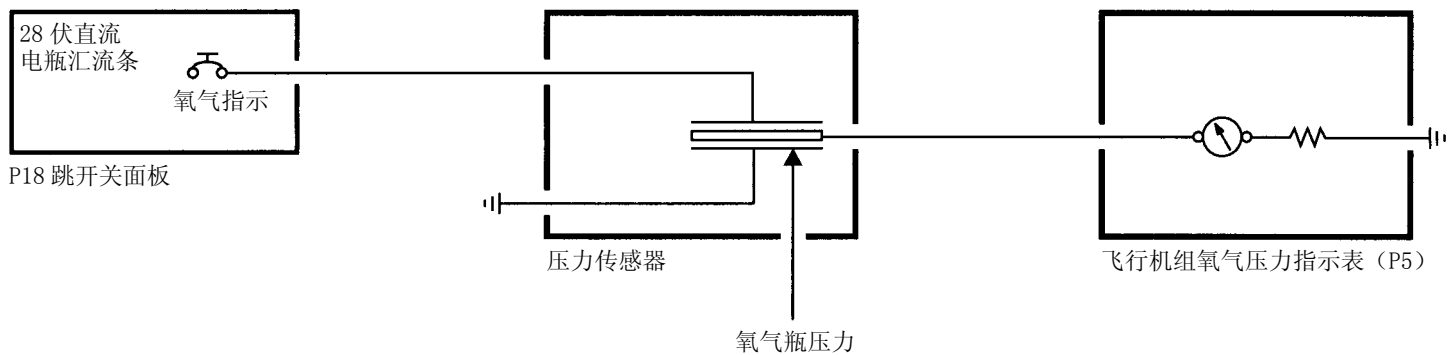 28 伏直流
电瓶汇流条
氧气指示
P18 跳开关面板
压力传感器
氧气瓶压力
飞行机组氧气压力指示表（P5）